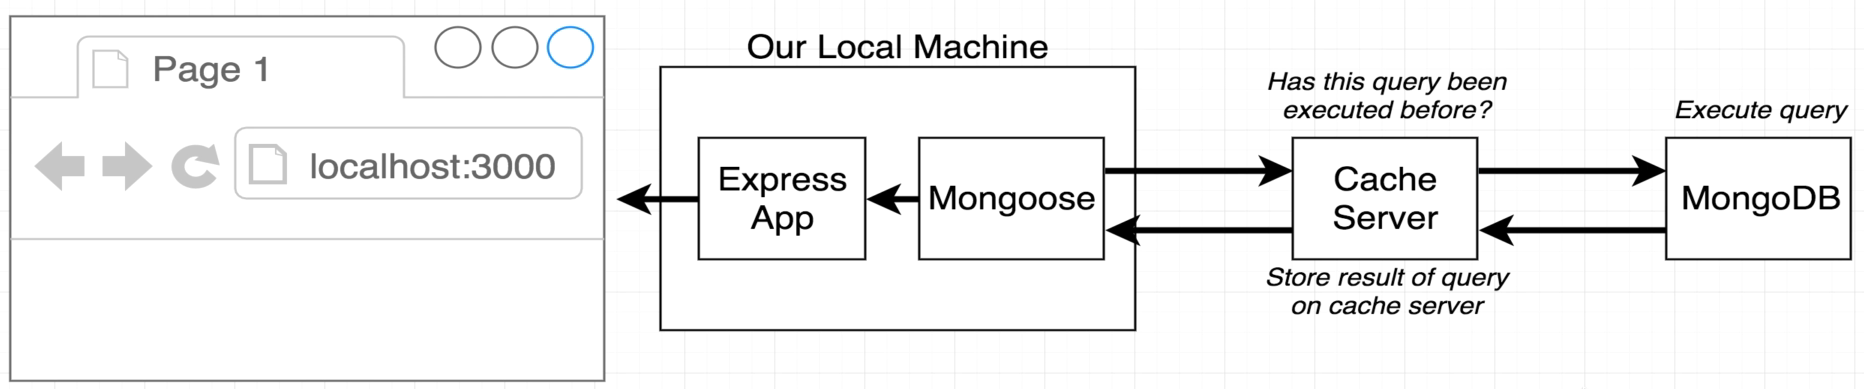 Page 1
localhost:3000
Our Local Machine
Express
App
Mongoose
Has this query been
executed before?
Cache
Server
Store result of query
on cache server
Execute query
MongoDB